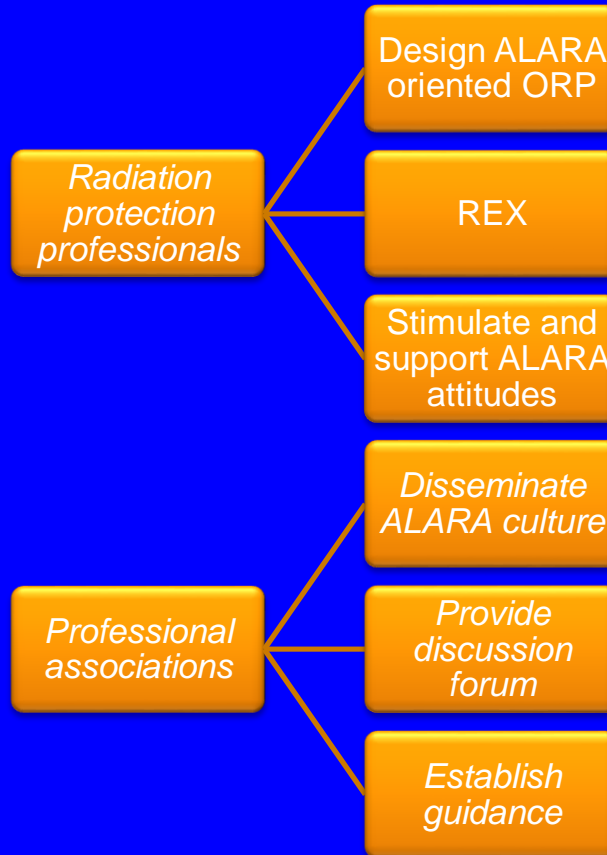 Radiation
protection
professionals
Design ALARA
oriented ORP
REX
Stimulate and
support ALARA
attitudes
Professional
associations
Disseminate
ALARA culture
Provide
discussion
forum
Establish
guidance